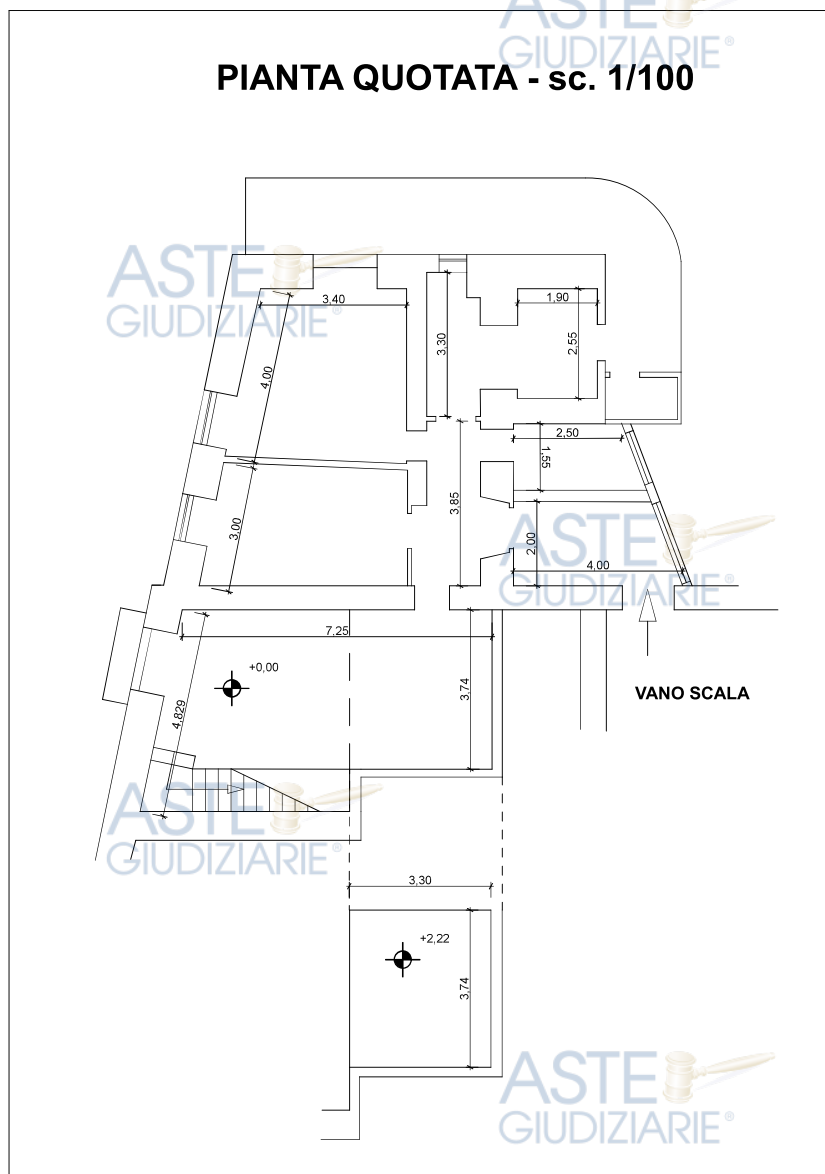 ASTE
GIUDIZIARIE®
PIANTA QUOTATA - sc. 1/100
ASTE
GIUDIZIARIE®
3,40
1,90
3,30
2,55
4,00
2,50
1,55
3,85
3,00
2,00
ASTE
GIUDIZIARIE®
4,00
7,25
+0,00
3,74
VANO SCALA
4,829
ASTE
GIUDIZIARIE®
3,30
+2,22
3,74
ASTE
GIUDIZIARIE®